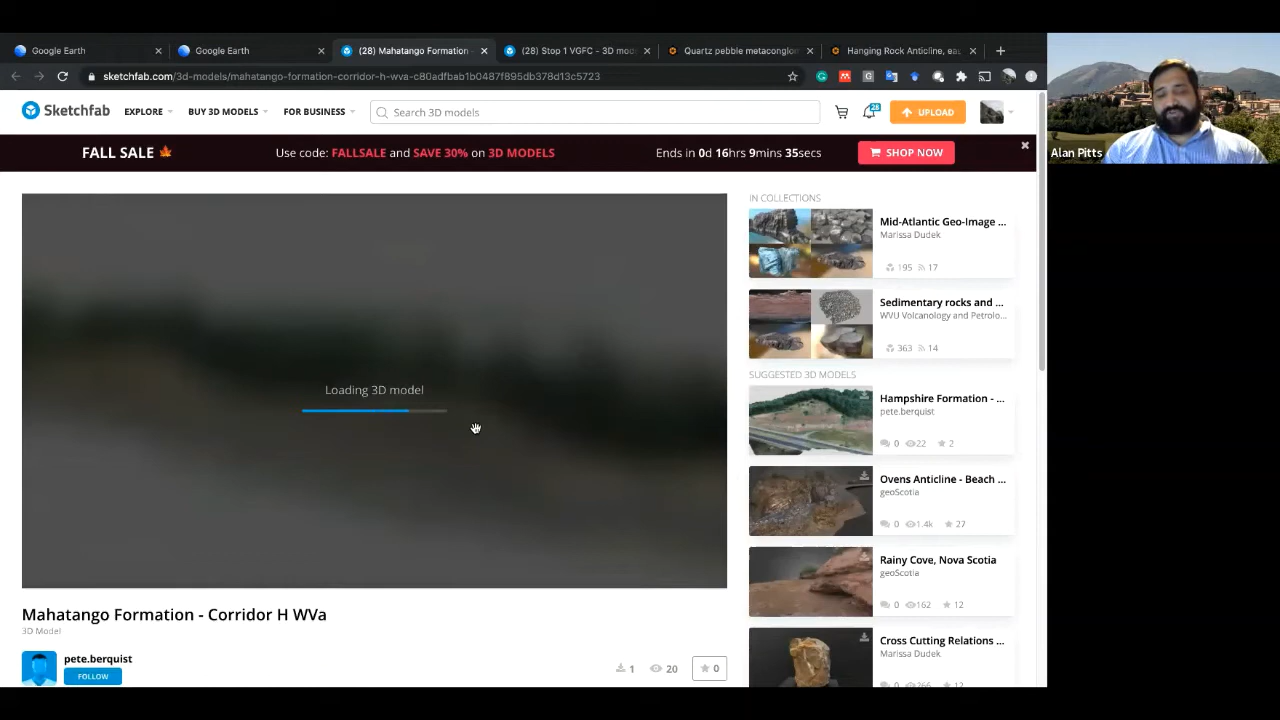 Google Earth
Google Earth
(28) Mahatango Formation -
(28) Stop 1 VGFC - 3D mod
Quartz pebble metaconglom
Hanging Rock Anticline, eas
sketchfab.com/3d-models/mahatango-formation-corridor-h-wva-c80adfbab1b0487f895db378d13c5723
Sketchfab
EXPLORE
BUY 3D MODELS
FOR BUSINESS
Search 3D models
28
UPLOAD
FALL SALE
Use code: FALLSALE and SAVE 30% on 3D MODELS
Ends in 0d 16hrs 9mins 35secs
SHOP NOW
Alan Pitts
Loading 3D model
IN COLLECTIONS
Mid-Atlantic Geo-Image ...
Marissa Dudek
195 17
Sedimentary rocks and ...
WVU Volcanology and Petrolo...
363 14
SUGGESTED 3D MODELS
Hampshire Formation - ...
pete.berquist
0 22 2
Ovens Anticline - Beach ...
geoScotia
0 1.4k 27
Rainy Cove, Nova Scotia
geoScotia
0 162 12
Cross Cutting Relations ...
Marissa Dudek
0 266 12
Mahatango Formation - Corridor H WVa
3D Model
pete.berquist
FOLLOW
1 20 0